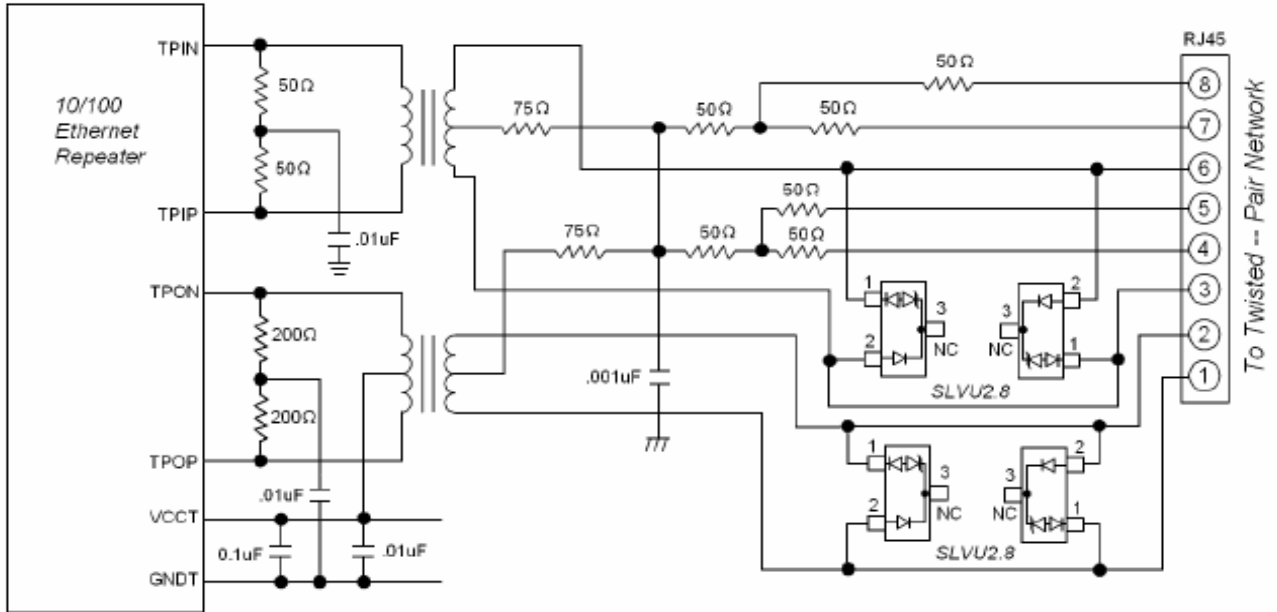 10/100
Ethernet
Repeater
TPIN
TPIP
TPON
TPOP
VCCT
GNDT
50Ω
50Ω
.01uF
200Ω
200Ω
.01uF
0.1uF
.01uF
75Ω
50Ω
50Ω
50Ω
75Ω
50Ω
50Ω
50Ω
.001uF
1
2
3
NC
3
NC
2
1
SLVU2.8
1
2
3
NC
3
NC
2
1
SLVU2.8
RJ45
8
7
6
5
4
3
2
1
To Twisted -- Pair Network